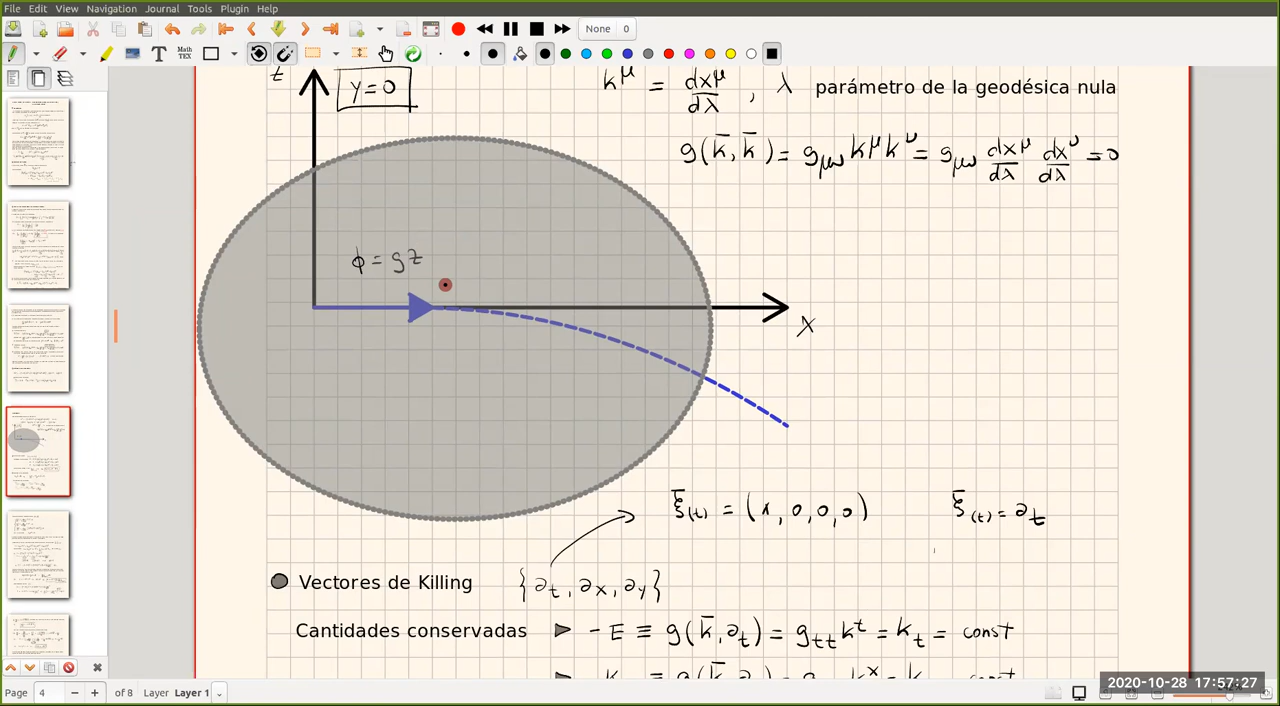 File Edit View Navigation Journal Tools Plugin Help
None 0
T Math TEX
z
y=0
k^μ = dx^μ/dλ , λ parámetro de la geodésica nula
g(k̄, k̄) = g_μν k^μ k^ν = g_μν dx^μ/dλ dx^ν/dλ = 0
ϕ = gz
x
ξ̄_(t) = (1, 0, 0, 0) ξ̄_(t) = ∂_t
Vectores de Killing {∂_t, ∂_x, ∂_y}
Cantidades conservadas ► -E ≡ g(k̄, ∂_t) = g_tt k^t = k_t = const
Page 4 of 8 Layer Layer 1
2020-10-28 17:57:27